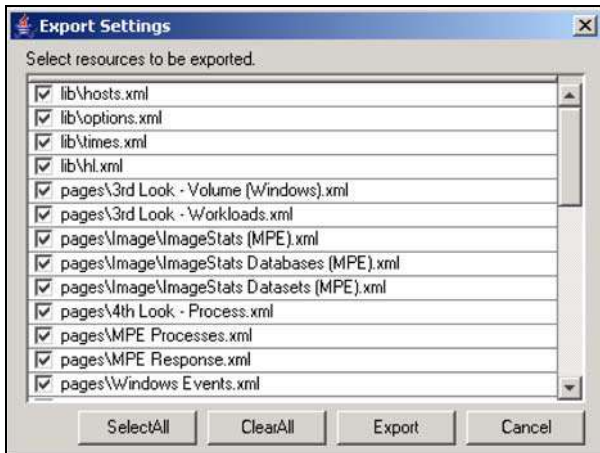 Export Settings
Select resources to be exported.
lib\hosts.xml
lib\options.xml
lib\times.xml
lib\hl.xml
pages\3rd Look - Volume (Windows).xml
pages\3rd Look - Workloads.xml
pages\Image\ImageStats (MPE).xml
pages\Image\ImageStats Databases (MPE).xml
pages\Image\ImageStats Datasets (MPE).xml
pages\4th Look - Process.xml
pages\MPE Processes.xml
pages\MPE Response.xml
pages\Windows Events.xml
SelectAll ClearAll Export Cancel